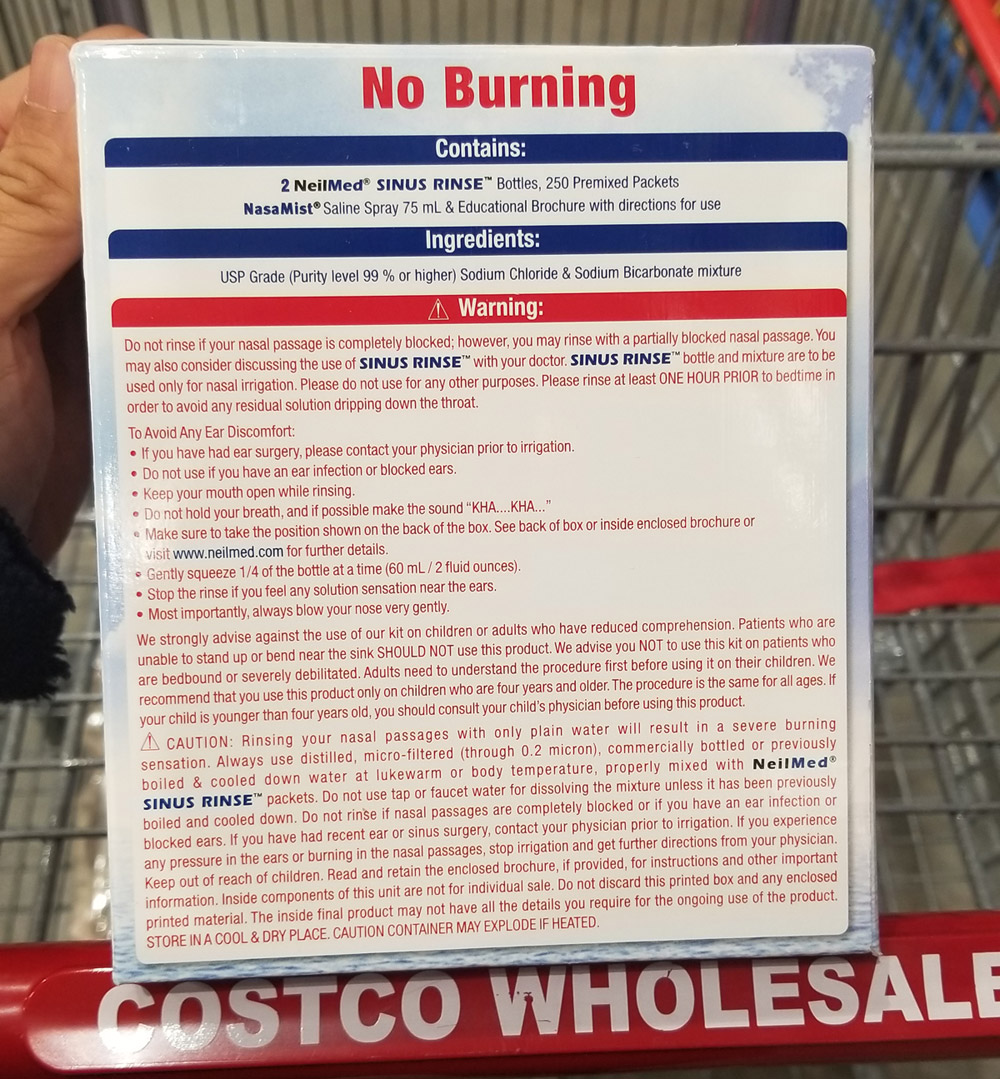 No Burning
Contains:
2 NeilMed® SINUS RINSE™ Bottles, 250 Premixed Packets
NasaMist® Saline Spray 75 mL & Educational Brochure with directions for use
Ingredients:
USP Grade (Purity level 99 % or higher) Sodium Chloride & Sodium Bicarbonate mixture
⚠ Warning:
Do not rinse if your nasal passage is completely blocked; however, you may rinse with a partially blocked nasal passage. You
may also consider discussing the use of SINUS RINSE™ with your doctor. SINUS RINSE™ bottle and mixture are to be
used only for nasal irrigation. Please do not use for any other purposes. Please rinse at least ONE HOUR PRIOR to bedtime in
order to avoid any residual solution dripping down the throat.
To Avoid Any Ear Discomfort:
• If you have had ear surgery, please contact your physician prior to irrigation.
• Do not use if you have an ear infection or blocked ears.
• Keep your mouth open while rinsing.
• Do not hold your breath, and if possible make the sound “KHA....KHA...”
• Make sure to take the position shown on the back of the box. See back of box or inside enclosed brochure or
visit www.neilmed.com for further details.
• Gently squeeze 1/4 of the bottle at a time (60 mL / 2 fluid ounces).
• Stop the rinse if you feel any solution sensation near the ears.
• Most importantly, always blow your nose very gently.
We strongly advise against the use of our kit on children or adults who have reduced comprehension. Patients who are
unable to stand up or bend near the sink SHOULD NOT use this product. We advise you NOT to use this kit on patients who
are bedbound or severely debilitated. Adults need to understand the procedure first before using it on their children. We
recommend that you use this product only on children who are four years and older. The procedure is the same for all ages. If
your child is younger than four years old, you should consult your child's physician before using this product.
⚠ CAUTION: Rinsing your nasal passages with only plain water will result in a severe burning
sensation. Always use distilled, micro-filtered (through 0.2 micron), commercially bottled or previously
boiled & cooled down water at lukewarm or body temperature, properly mixed with NeilMed®
SINUS RINSE™ packets. Do not use tap or faucet water for dissolving the mixture unless it has been previously
boiled and cooled down. Do not rinse if nasal passages are completely blocked or if you have an ear infection or
blocked ears. If you have had recent ear or sinus surgery, contact your physician prior to irrigation. If you experience
any pressure in the ears or burning in the nasal passages, stop irrigation and get further directions from your physician.
Keep out of reach of children. Read and retain the enclosed brochure, if provided, for instructions and other important
information. Inside components of this unit are not for individual sale. Do not discard this printed box and any enclosed
printed material. The inside final product may not have all the details you require for the ongoing use of the product.
STORE IN A COOL & DRY PLACE. CAUTION CONTAINER MAY EXPLODE IF HEATED.
COSTCO WHOLESALE